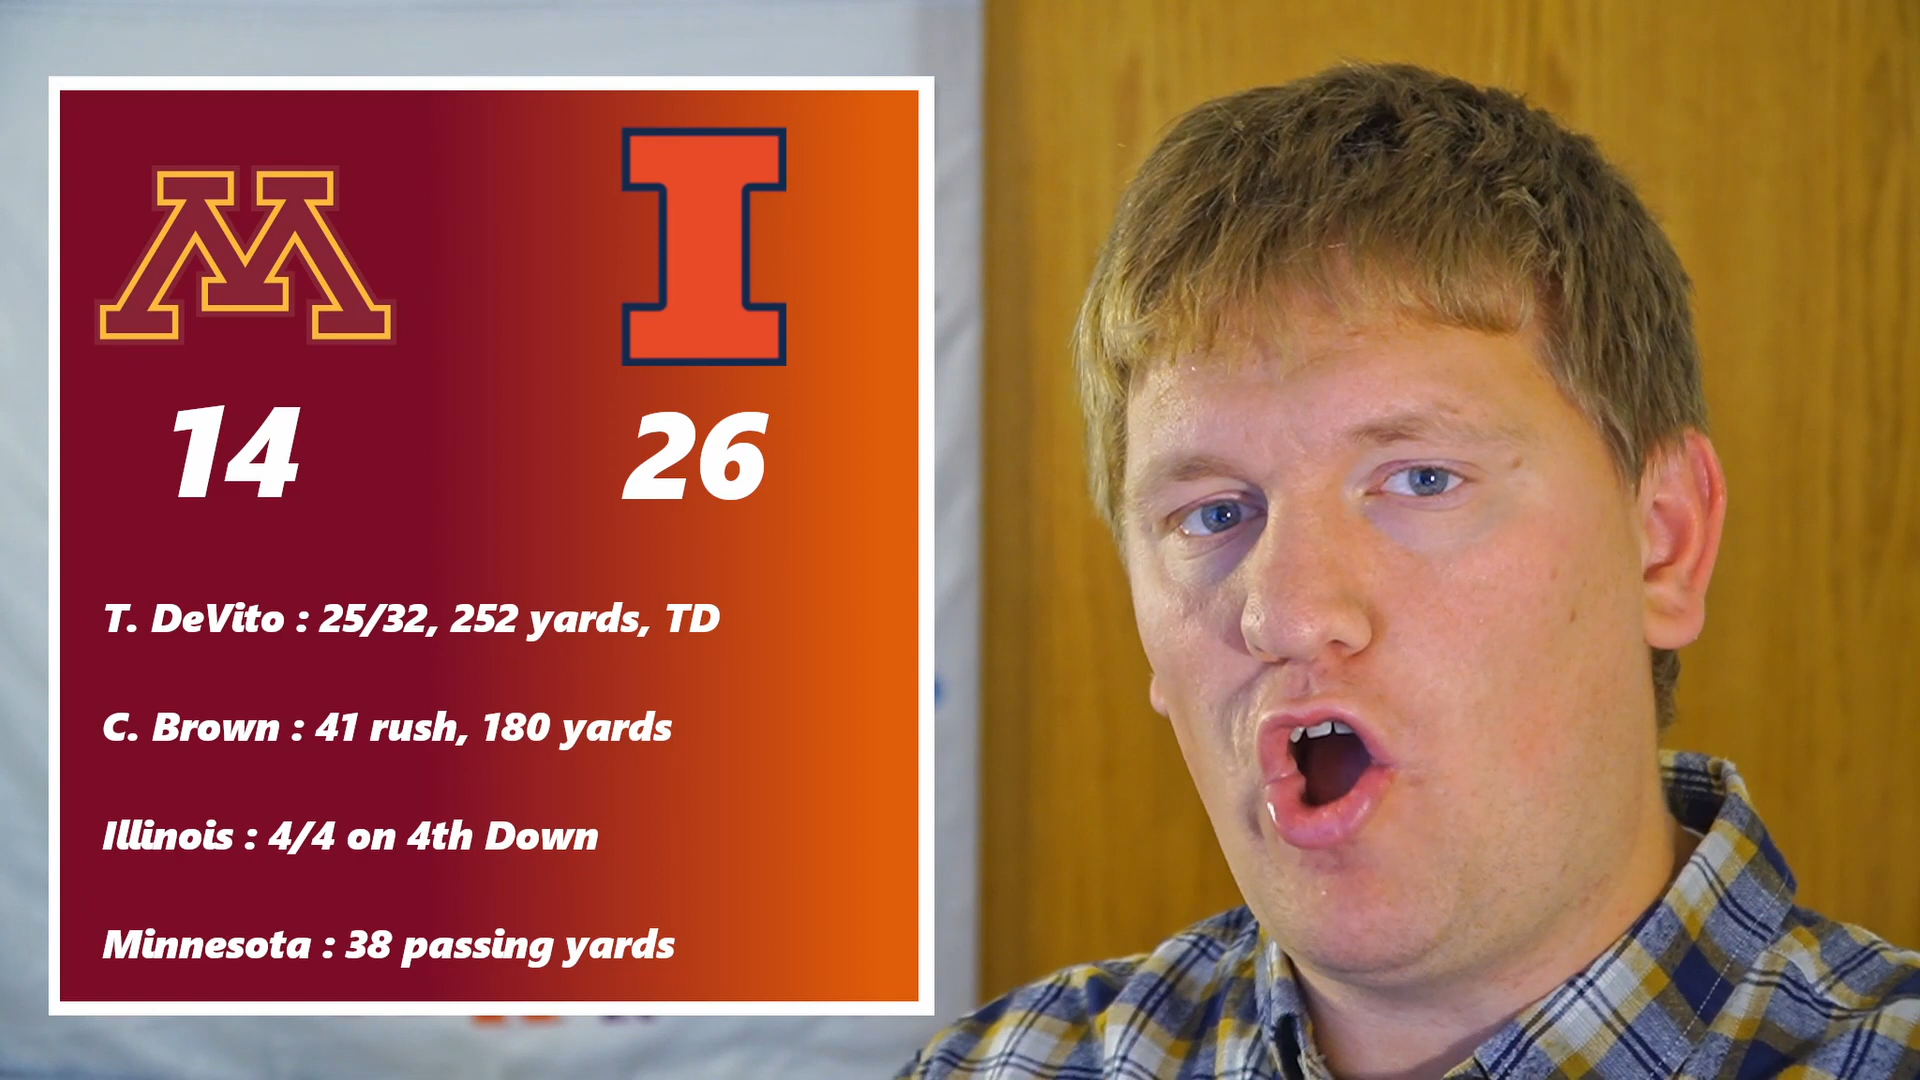 M I
14 26
T. DeVito : 25/32, 252 yards, TD
C. Brown : 41 rush, 180 yards
Illinois : 4/4 on 4th Down
Minnesota : 38 passing yards